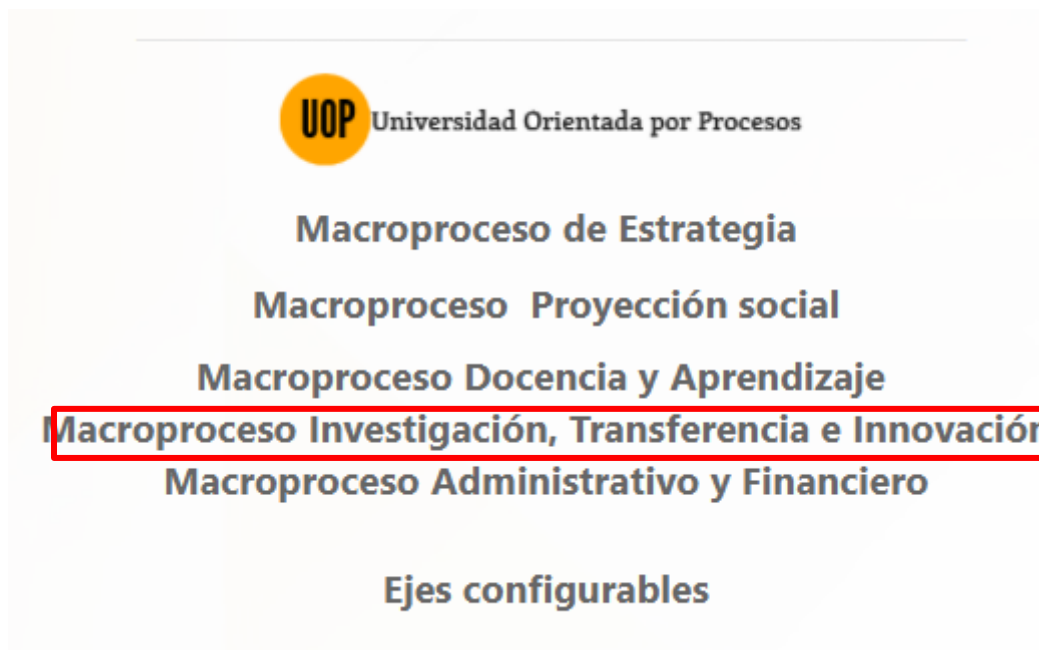 UOP Universidad Orientada por Procesos
Macroproceso de Estrategia
Macroproceso Proyección social
Macroproceso Docencia y Aprendizaje
Macroproceso Investigación, Transferencia e Innovación
Macroproceso Administrativo y Financiero
Ejes configurables